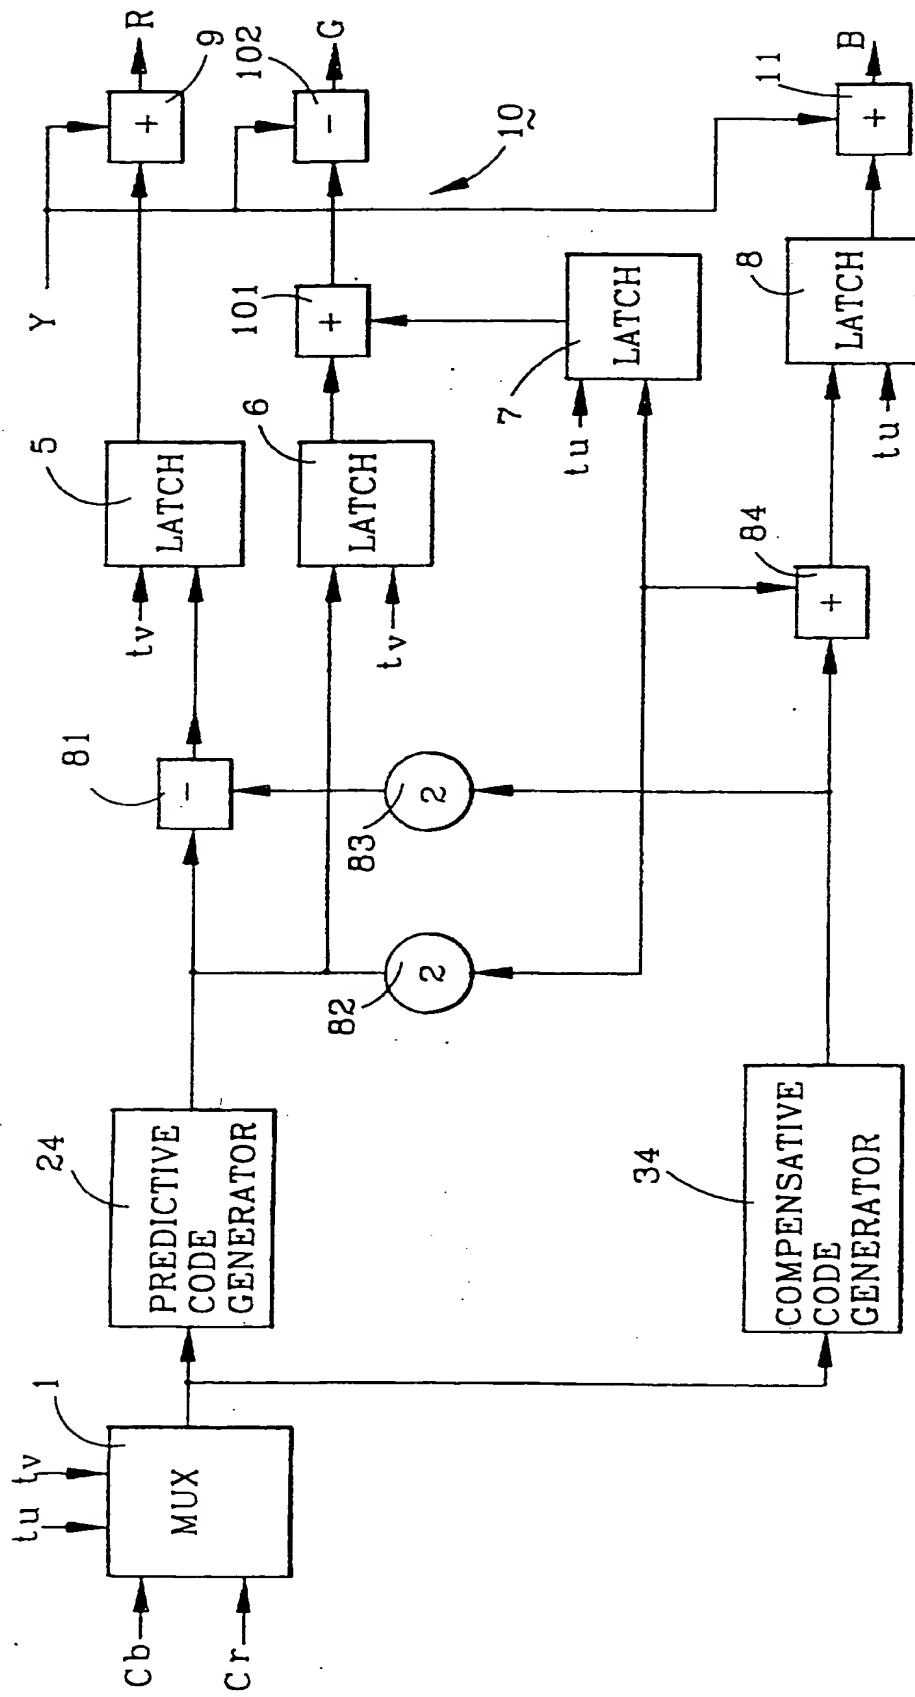 Cb
Cr
tu
tv
1
MUX
24
PREDICTIVE
CODE
GENERATOR
34
COMPENSATIVE
CODE
GENERATOR
82
2
83
2
81
-
84
+
tv
5
LATCH
6
LATCH
tv
tu
7
LATCH
tu
8
LATCH
Y
101
+
10
9
+
R
102
-
G
11
+
B